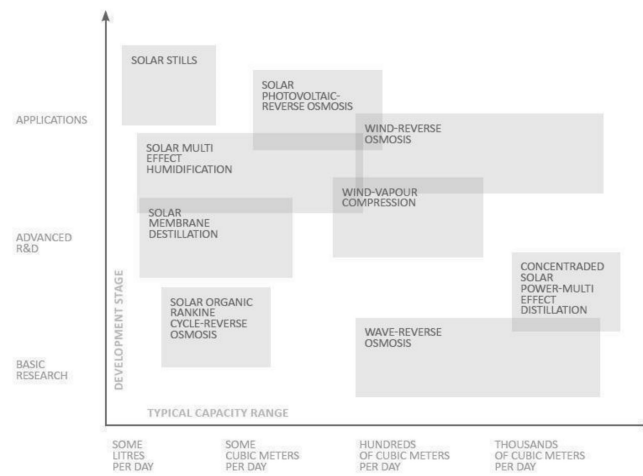 SOLAR STILLS
SOLAR
PHOTOVOLTAIC-
REVERSE OSMOSIS
APPLICATIONS
WIND-REVERSE
OSMOSIS
SOLAR MULTI
EFFECT
HUMIDIFICATION
WIND-VAPOUR
COMPRESSION
SOLAR
MEMBRANE
DESTILLATION
ADVANCED
R&D
CONCENTRADED
SOLAR
POWER-MULTI
EFFECT
DISTILLATION
SOLAR ORGANIC
RANKINE
CYCLE-REVERSE
OSMOSIS
WAVE-REVERSE
OSMOSIS
BASIC
RESEARCH
DEVELOPMENT STAGE
TYPICAL CAPACITY RANGE
SOME
LITRES
PER DAY
SOME
CUBIC METERS
PER DAY
HUNDREDS
OF CUBIC METERS
PER DAY
THOUSANDS
OF CUBIC METERS
PER DAY